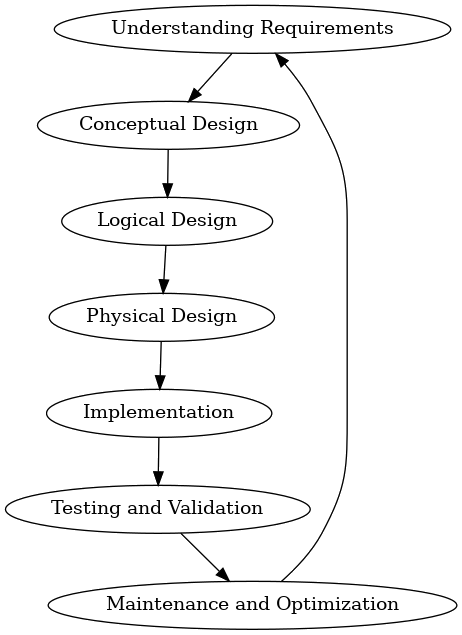 Understanding Requirements
Conceptual Design
Logical Design
Physical Design
Implementation
Testing and Validation
Maintenance and Optimization